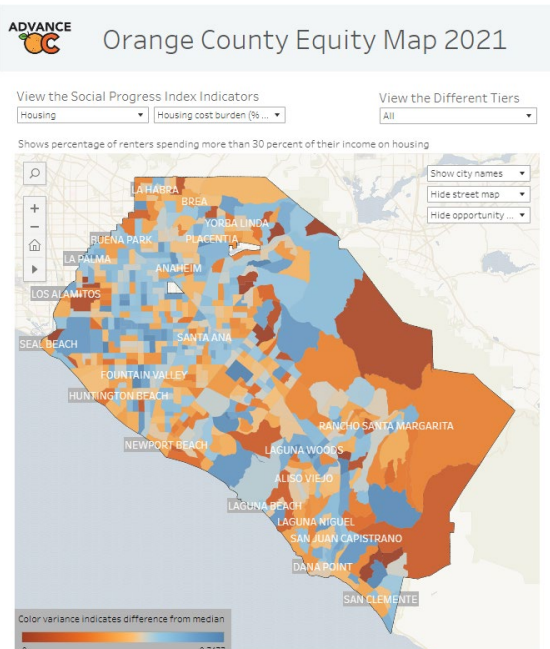 ADVANCE
OC
Orange County Equity Map 2021
View the Social Progress Index Indicators
View the Different Tiers
Housing
Housing cost burden (% ...
All
Shows percentage of renters spending more than 30 percent of their income on housing
Show city names
Hide street map
Hide opportunity ...
LA HABRA
BREA
YORBA LINDA
BUENA PARK
PLACENTIA
LA PALMA
ANAHEIM
LOS ALAMITOS
SEAL BEACH
SANTA ANA
FOUNTAIN VALLEY
HUNTINGTON BEACH
RANCHO SANTA MARGARITA
NEWPORT BEACH
LAGUNA WOODS
ALISO VIEJO
LAGUNA BEACH
LAGUNA NIGUEL
SAN JUAN CAPISTRANO
DANA POINT
SAN CLEMENTE
Color variance indicates difference from median